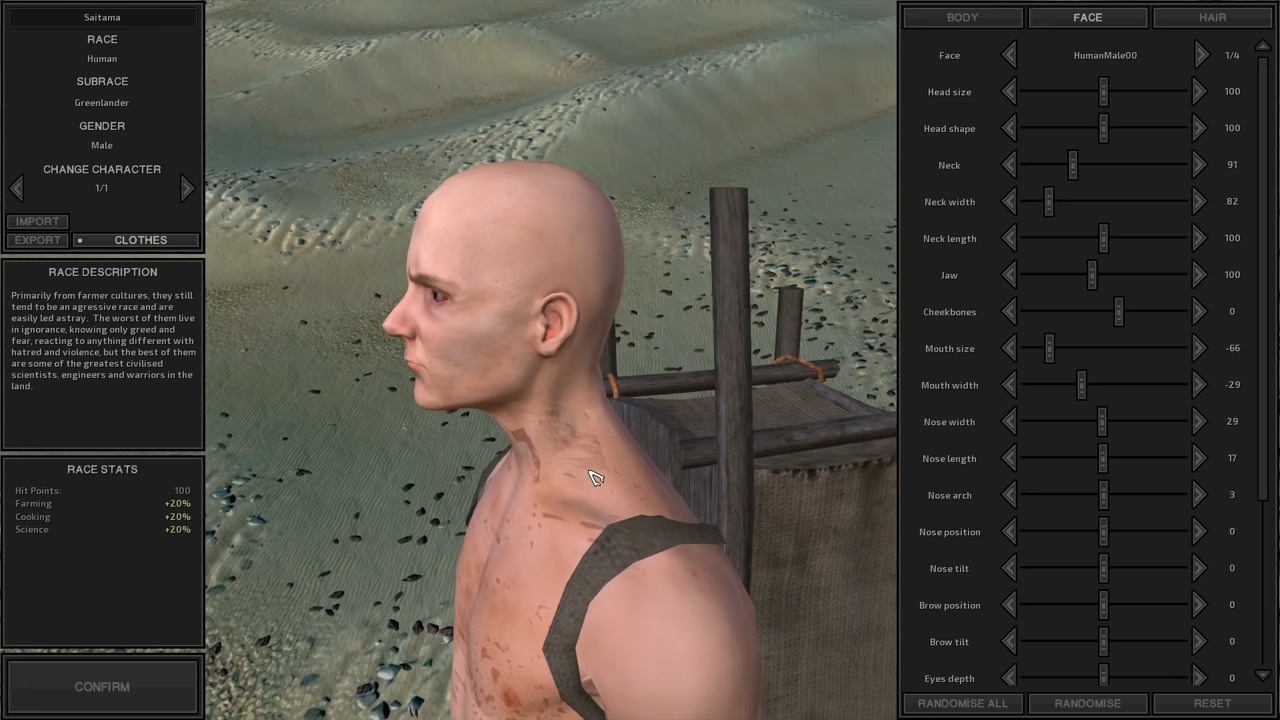 Saitama
RACE
Human
SUBRACE
Greenlander
GENDER
Male
CHANGE CHARACTER
1/1
IMPORT
EXPORT
CLOTHES
RACE DESCRIPTION
Primarily from farmer cultures, they still
tend to be an agressive race and are
easily led astray.  The worst of them live
in ignorance, knowing only greed and
fear, reacting to anything different with
hatred and violence, but the best of them
are some of the greatest civilised
scientists, engineers and warriors in the
land.
RACE STATS
Hit Points: 100
Farming +20%
Cooking +20%
Science +20%
CONFIRM
BODY FACE HAIR
Face HumanMale00 1/4
Head size 100
Head shape 100
Neck 91
Neck width 82
Neck length 100
Jaw 100
Cheekbones 0
Mouth size -66
Mouth width -29
Nose width 29
Nose length 17
Nose arch 3
Nose position 0
Nose tilt 0
Brow position 0
Brow tilt 0
Eyes depth 0
RANDOMISE ALL RANDOMISE RESET